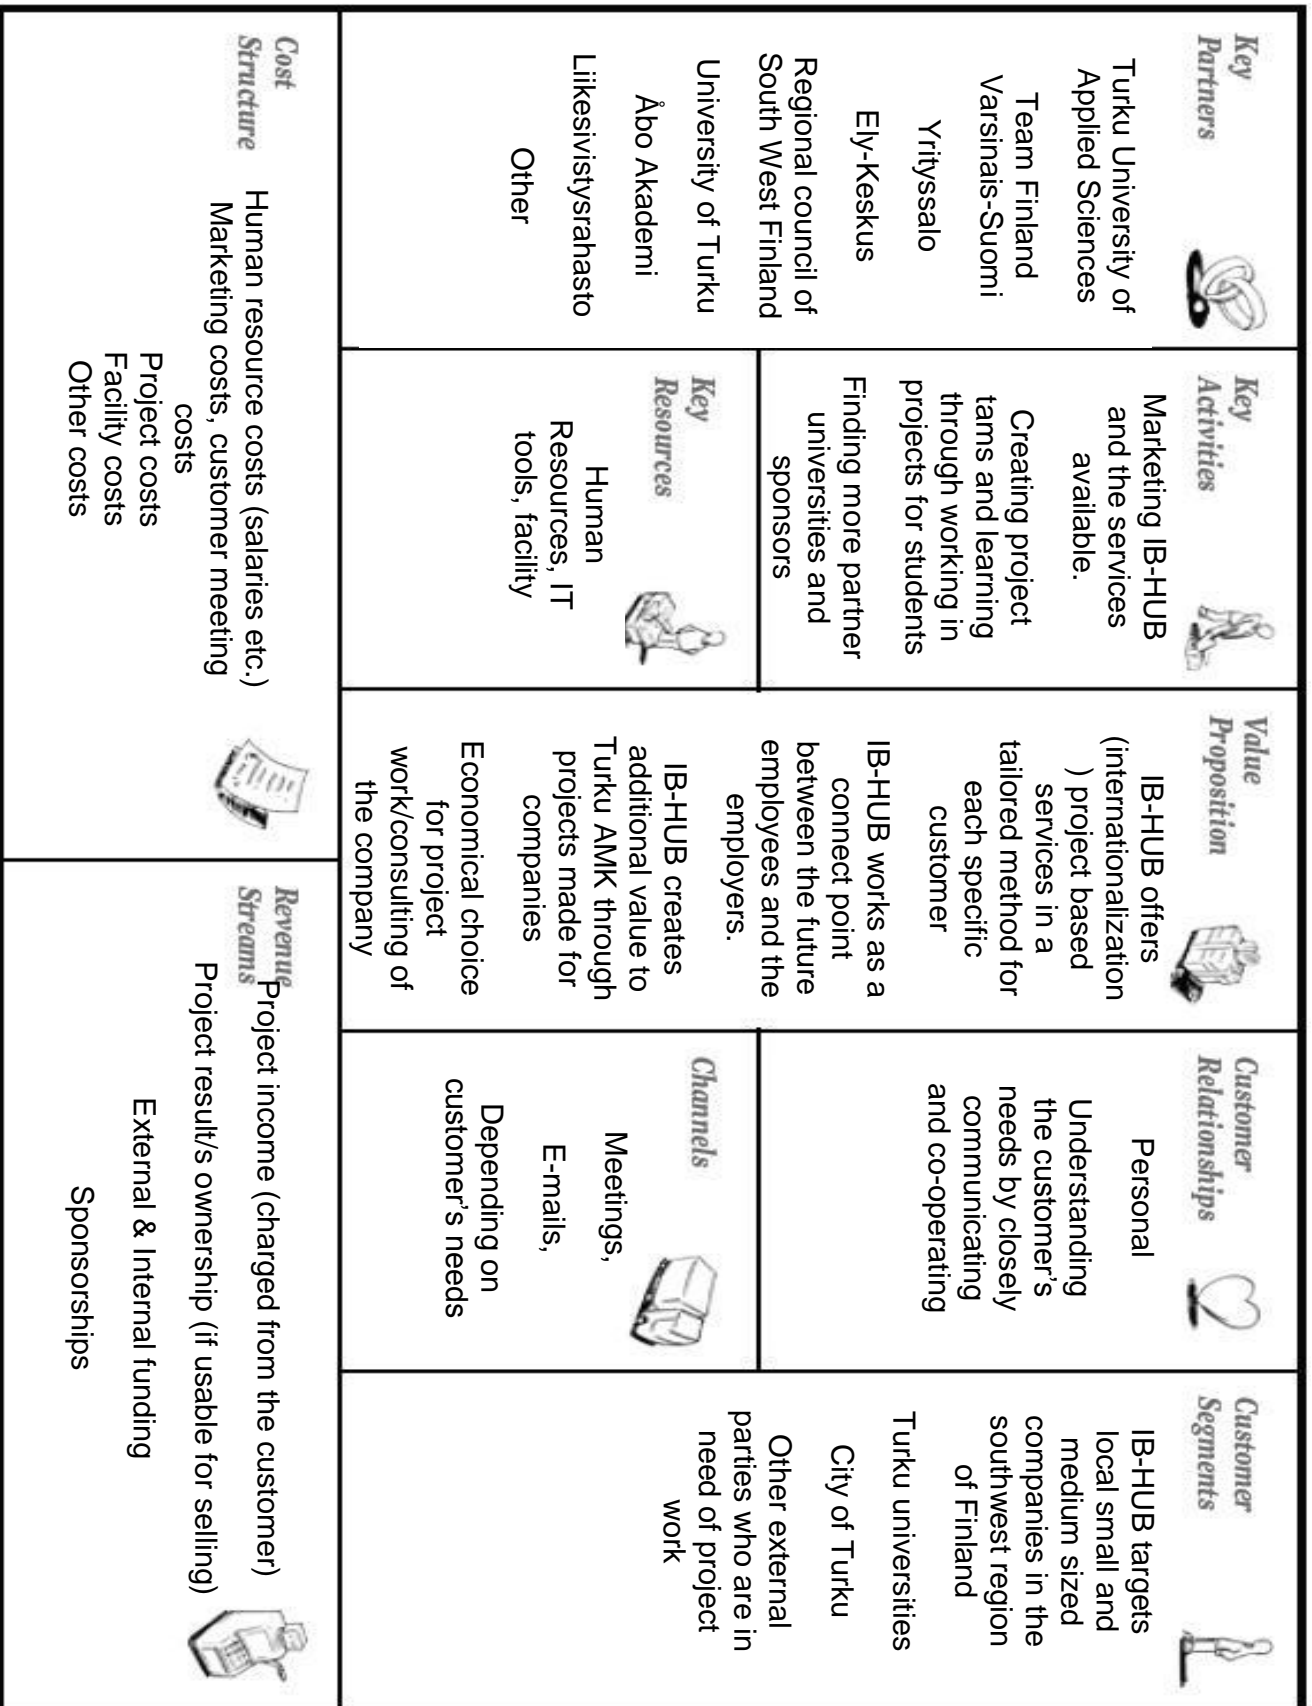 Key
Partners
Turku University of
Applied Sciences
Team Finland
Varsinais-Suomi
Yrityssalo
Ely-Keskus
Regional council of
South West Finland
University of Turku
Åbo Akademi
Liikesivistysrahasto
Other
Key
Activities
Marketing IB-HUB
and the services
available.
Creating project
tams and learning
through working in
projects for students
Finding more partner
universities and
sponsors
Key
Resources
Human
Resources, IT
tools, facility
Value
Proposition
IB-HUB offers
(internationalization
) project based
services in a
tailored method for
each specific
customer
IB-HUB works as a
connect point
between the future
employees and the
employers.
IB-HUB creates
additional value to
Turku AMK through
projects made for
companies
Economical choice
for project
work/consulting of
the company
Customer
Relationships
Personal
Understanding
the customer's
needs by closely
communicating
and co-operating
Channels
Meetings,
E-mails,
Depending on
customer's needs
Customer
Segments
IB-HUB targets
local small and
medium sized
companies in the
southwest region
of Finland
Turku universities
City of Turku
Other external
parties who are in
need of project
work
Cost
Structure
Human resource costs (salaries etc.)
Marketing costs, customer meeting
costs
Project costs
Facility costs
Other costs
Revenue
Streams
Project income (charged from the customer)
Project result/s ownership (if usable for selling)
External & Internal funding
Sponsorships